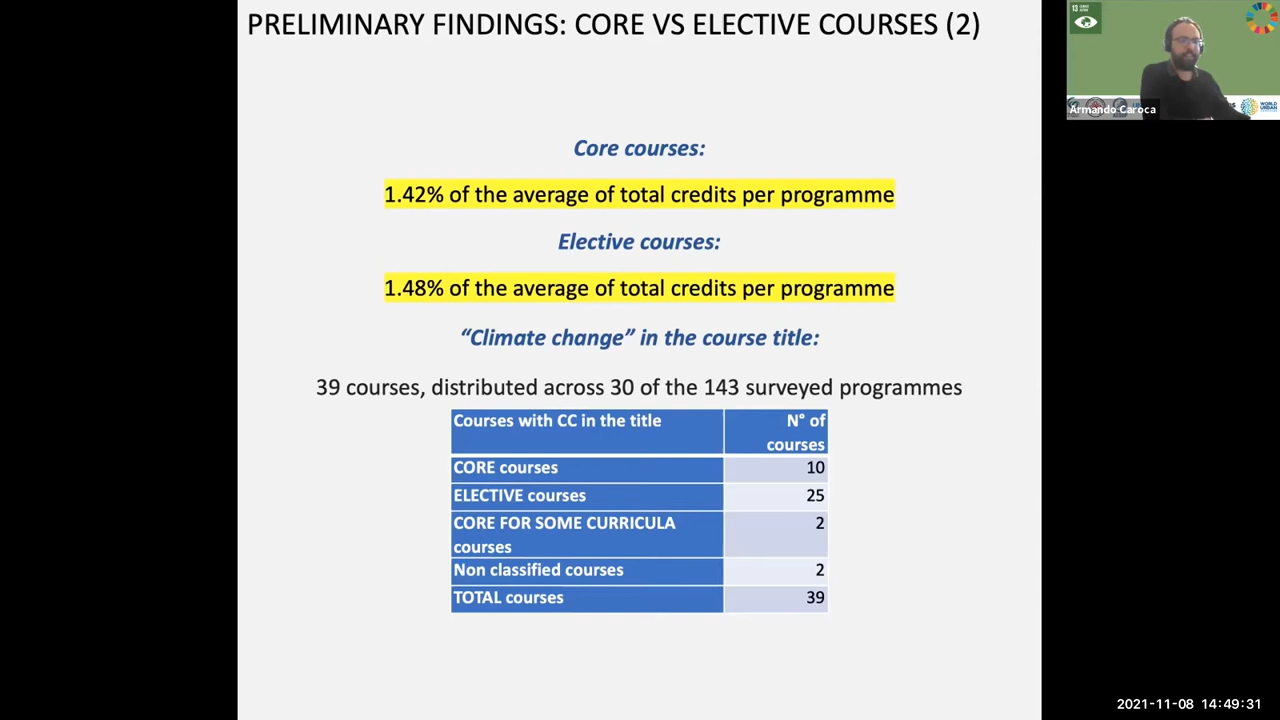 PRELIMINARY FINDINGS: CORE VS ELECTIVE COURSES (2)
13
Armando Caroca
WORLD
URBAN
Core courses:
1.42% of the average of total credits per programme
Elective courses:
1.48% of the average of total credits per programme
“Climate change” in the course title:
39 courses, distributed across 30 of the 143 surveyed programmes
Courses with CC in the title
N° of
courses
CORE courses
10
ELECTIVE courses
25
CORE FOR SOME CURRICULA
courses
2
Non classified courses
2
TOTAL courses
39
2021-11-08 14:49:31